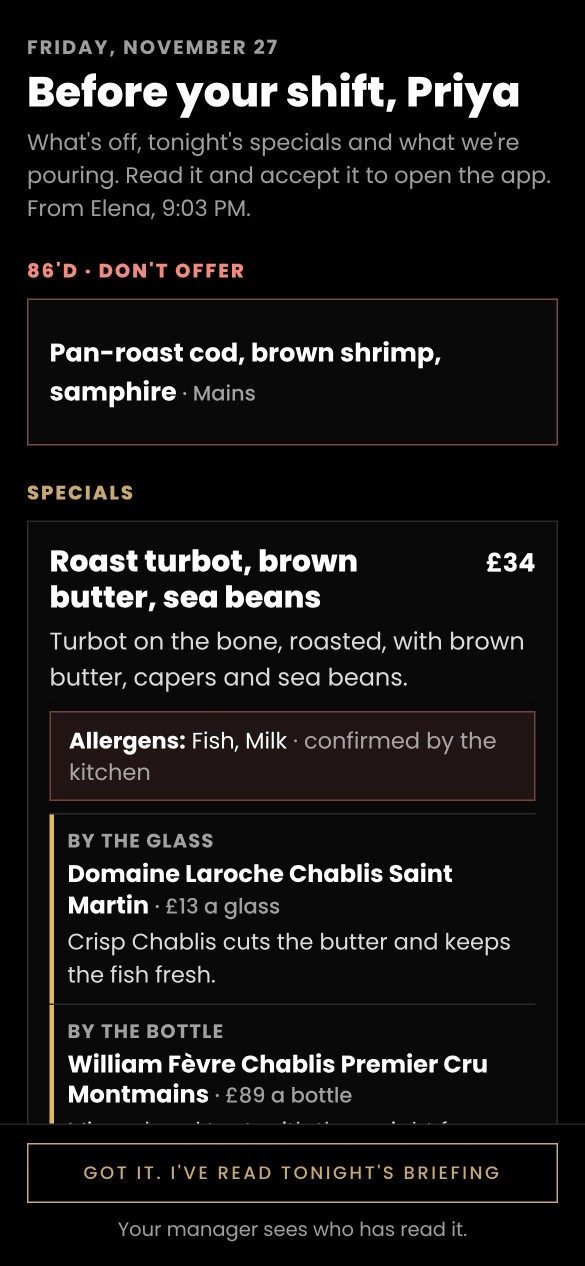 FRIDAY, NOVEMBER 27
Before your shift, Priya
What's off, tonight's specials and what we're
pouring. Read it and accept it to open the app.
From Elena, 9:03 PM.
86'D · DON'T OFFER
Pan-roast cod, brown shrimp,
samphire · Mains
SPECIALS
Roast turbot, brown £34
butter, sea beans
Turbot on the bone, roasted, with brown
butter, capers and sea beans.
Allergens: Fish, Milk · confirmed by the
kitchen
BY THE GLASS
Domaine Laroche Chablis Saint
Martin · £13 a glass
Crisp Chablis cuts the butter and keeps
the fish fresh.
BY THE BOTTLE
William Fèvre Chablis Premier Cru
Montmains · £89 a bottle
GOT IT. I'VE READ TONIGHT'S BRIEFING
Your manager sees who has read it.